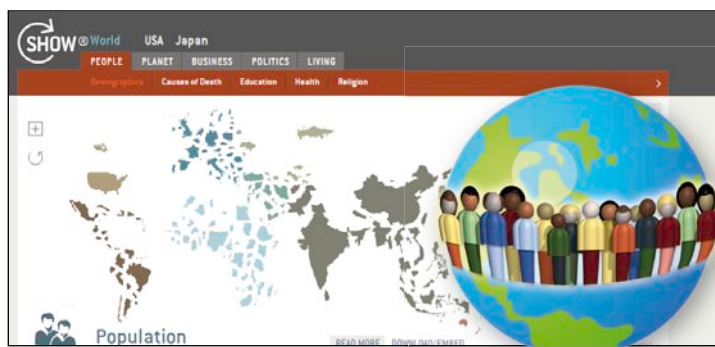 SHOW®World USA Japan
PEOPLE PLANET BUSINESS POLITICS LIVING
Demographics Causes of Death Education Health Religion
Population
READ MORE DOWNLOAD/EMBED